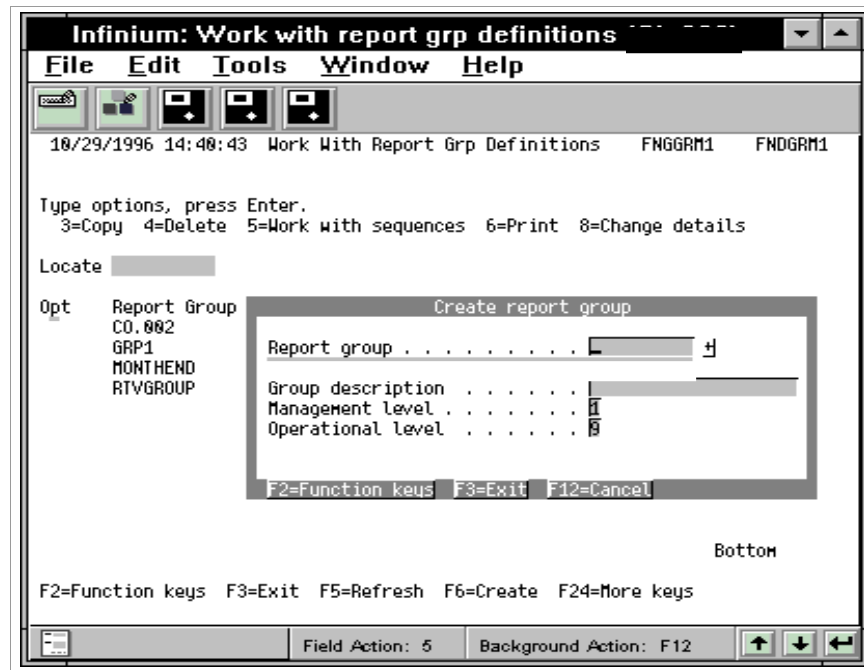 Infinium: Work with report grp definitions
File Edit Tools Window Help
10/29/1996 14:40:43 Work With Report Grp Definitions FNGGRM1 FNDGRM1
Type options, press Enter.
3=Copy 4=Delete 5=Work with sequences 6=Print 8=Change details
Locate
Opt Report Group
CO.002
GRP1
MONTHEND
RTVGROUP
Create report group
Report group . . . . . . . . . +
Group description . . . . . .
Management level . . . . . . . 1
Operational level . . . . . . 9
F2=Function keys F3=Exit F12=Cancel
Bottom
F2=Function keys F3=Exit F5=Refresh F6=Create F24=More keys
Field Action: 5 Background Action: F12